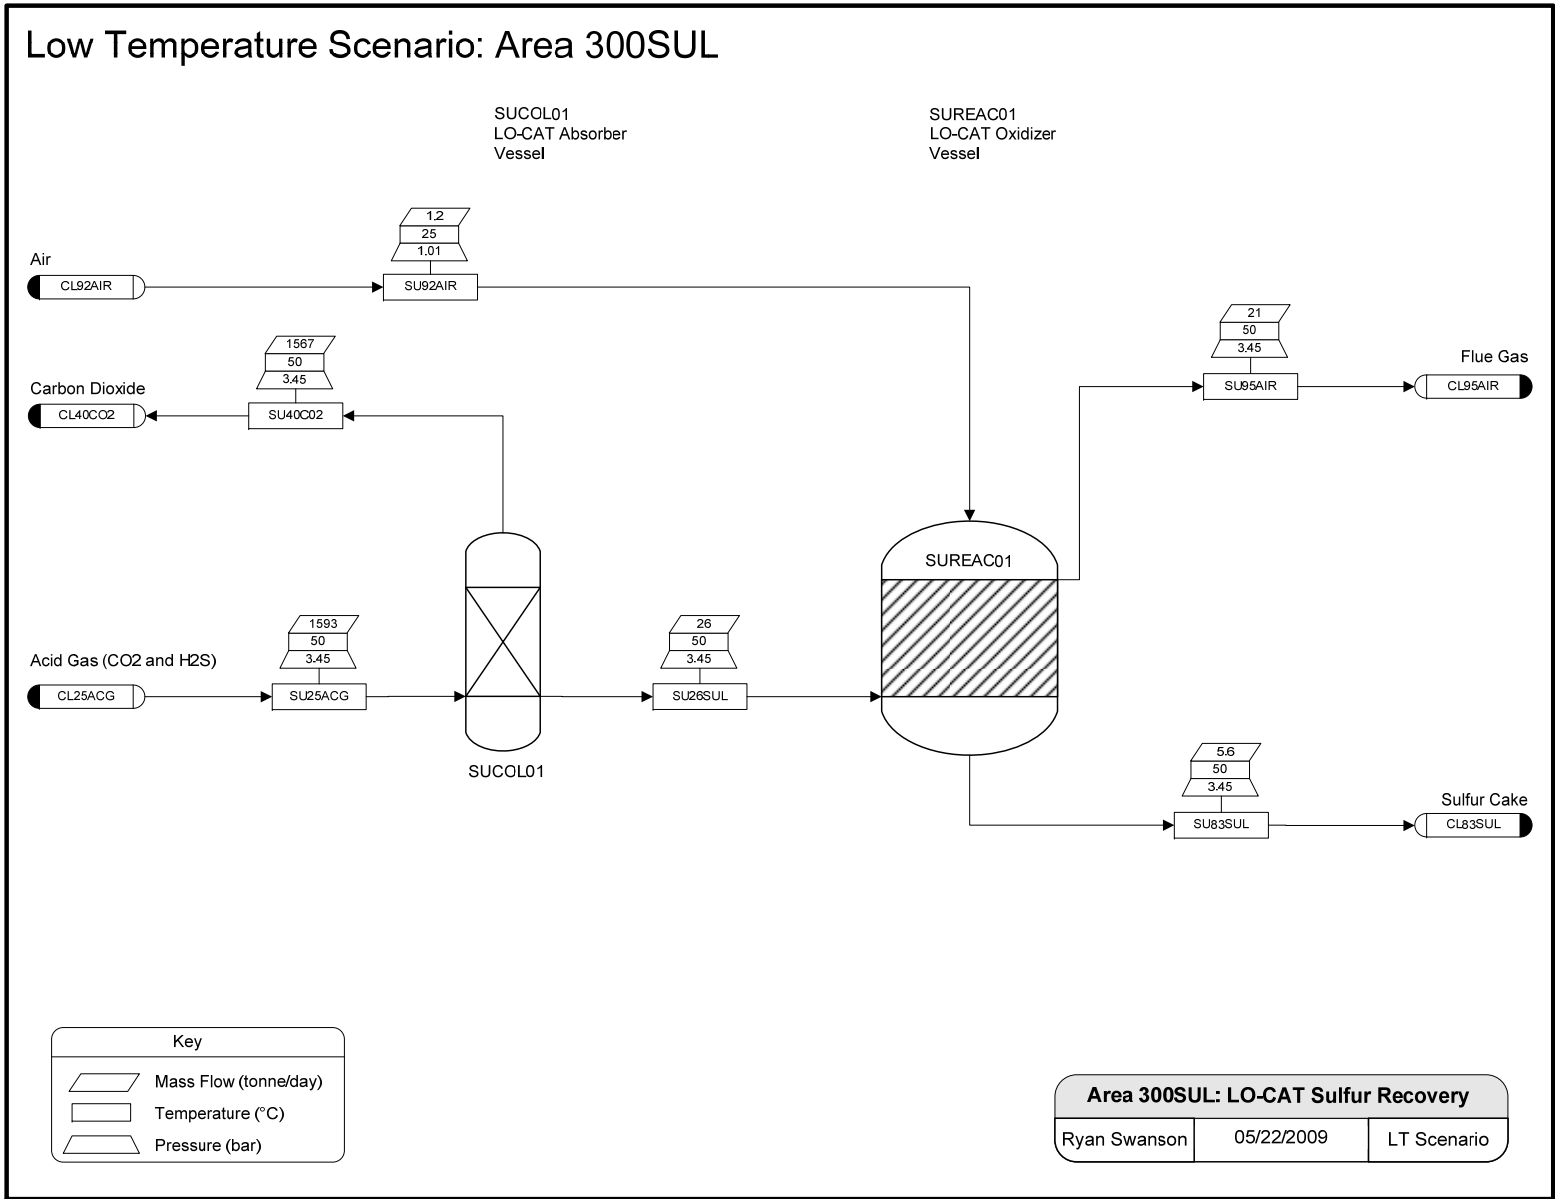 Low Temperature Scenario: Area 300SUL
SUCOL01
LO-CAT Absorber
Vessel
SUREAC01
LO-CAT Oxidizer
Vessel
1.2
25
1.01
Air
CL92AIR
SU92AIR
21
50
3.45
Flue Gas
SU95AIR
CL95AIR
1567
50
3.45
Carbon Dioxide
CL40CO2
SU40C02
SUREAC01
1593
50
3.45
Acid Gas (CO2 and H2S)
CL25ACG
SU25ACG
26
50
3.45
SU26SUL
SUCOL01
5.6
50
3.45
Sulfur Cake
SU83SUL
CL83SUL
Key
Mass Flow (tonne/day)
Temperature (°C)
Pressure (bar)
Area 300SUL: LO-CAT Sulfur Recovery
Ryan Swanson
05/22/2009
LT Scenario